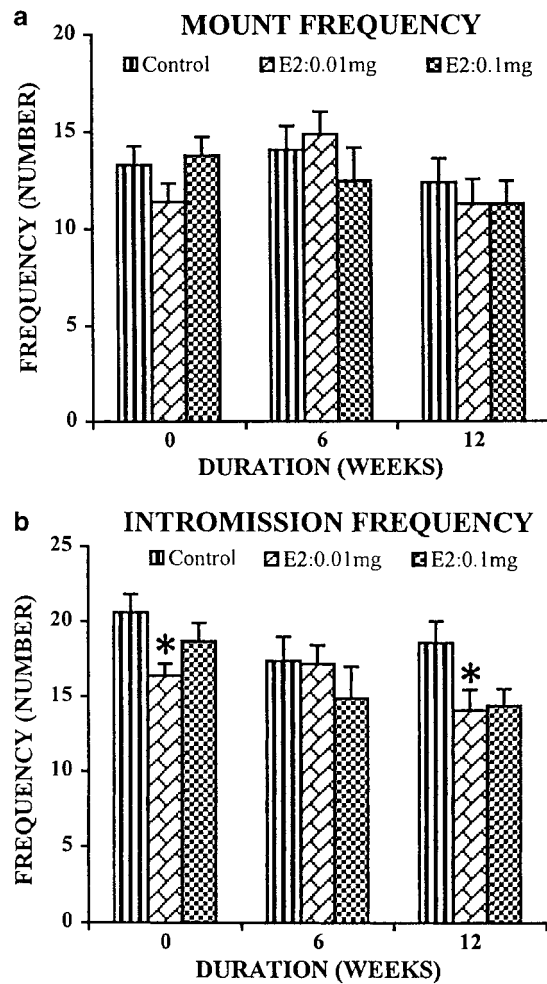 a
MOUNT FREQUENCY
20
Control E2:0.01mg E2:0.1mg
15
10
5
0
FREQUENCY (NUMBER)
0 6 12
DURATION (WEEKS)
b
INTROMISSION FREQUENCY
25
Control E2:0.01mg E2:0.1mg
20
* *
15
10
5
0
FREQUENCY (NUMBER)
0 6 12
DURATION (WEEKS)